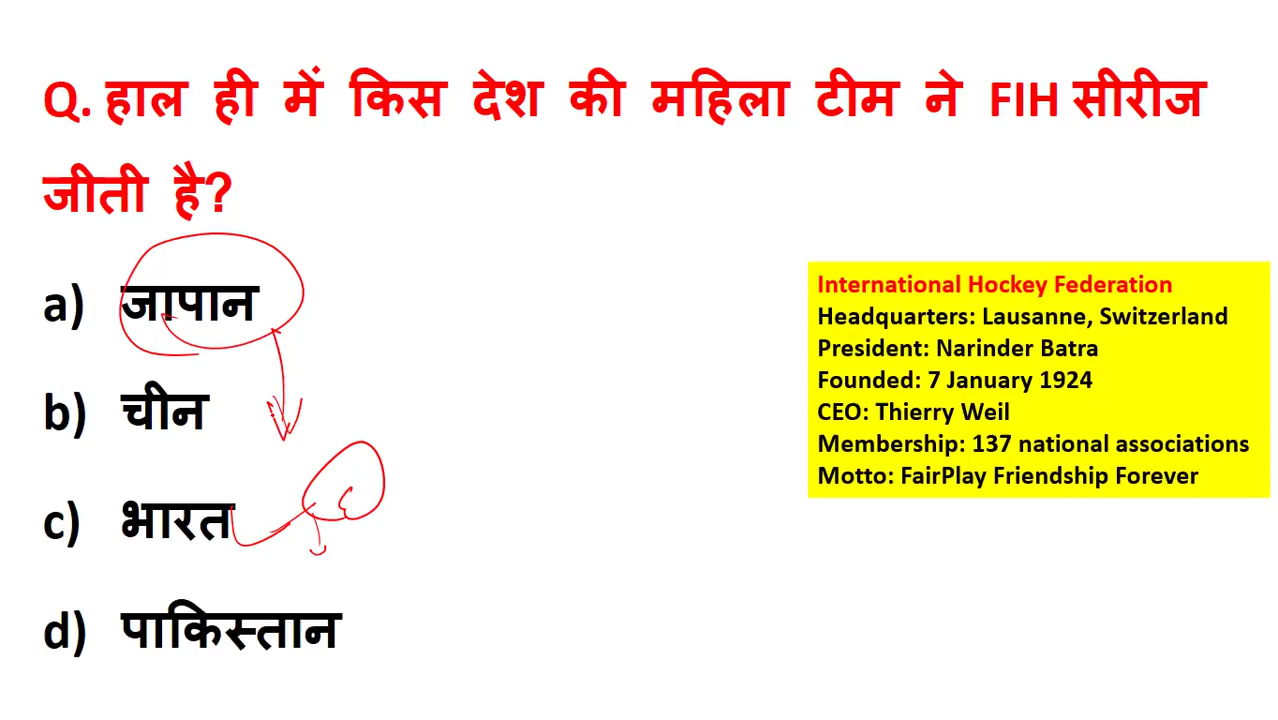 Q. हाल ही में किस देश की महिला टीम ने FIH सीरीज
जीती है?
a) जापान
b) चीन
c) भारत
d) पाकिस्तान
International Hockey Federation
Headquarters: Lausanne, Switzerland
President: Narinder Batra
Founded: 7 January 1924
CEO: Thierry Weil
Membership: 137 national associations
Motto: FairPlay Friendship Forever